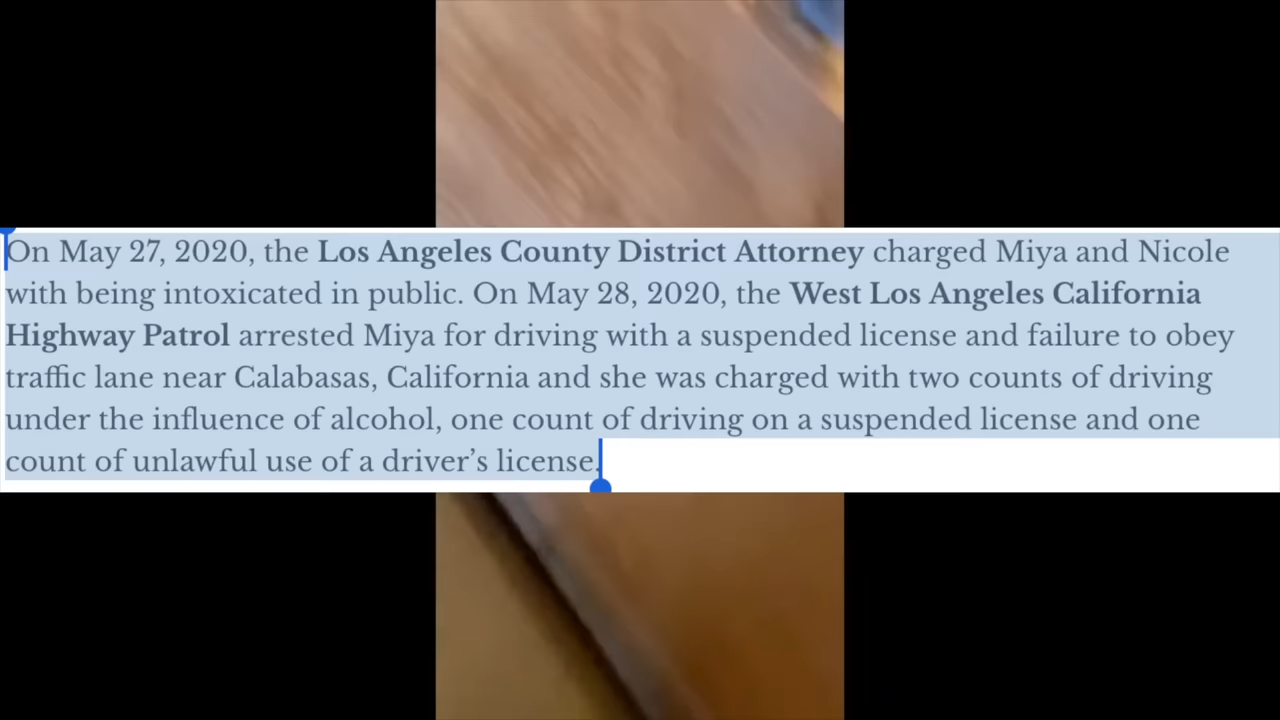 On May 27, 2020, the Los Angeles County District Attorney charged Miya and Nicole
with being intoxicated in public. On May 28, 2020, the West Los Angeles California
Highway Patrol arrested Miya for driving with a suspended license and failure to obey
traffic lane near Calabasas, California and she was charged with two counts of driving
under the influence of alcohol, one count of driving on a suspended license and one
count of unlawful use of a driver’s license.